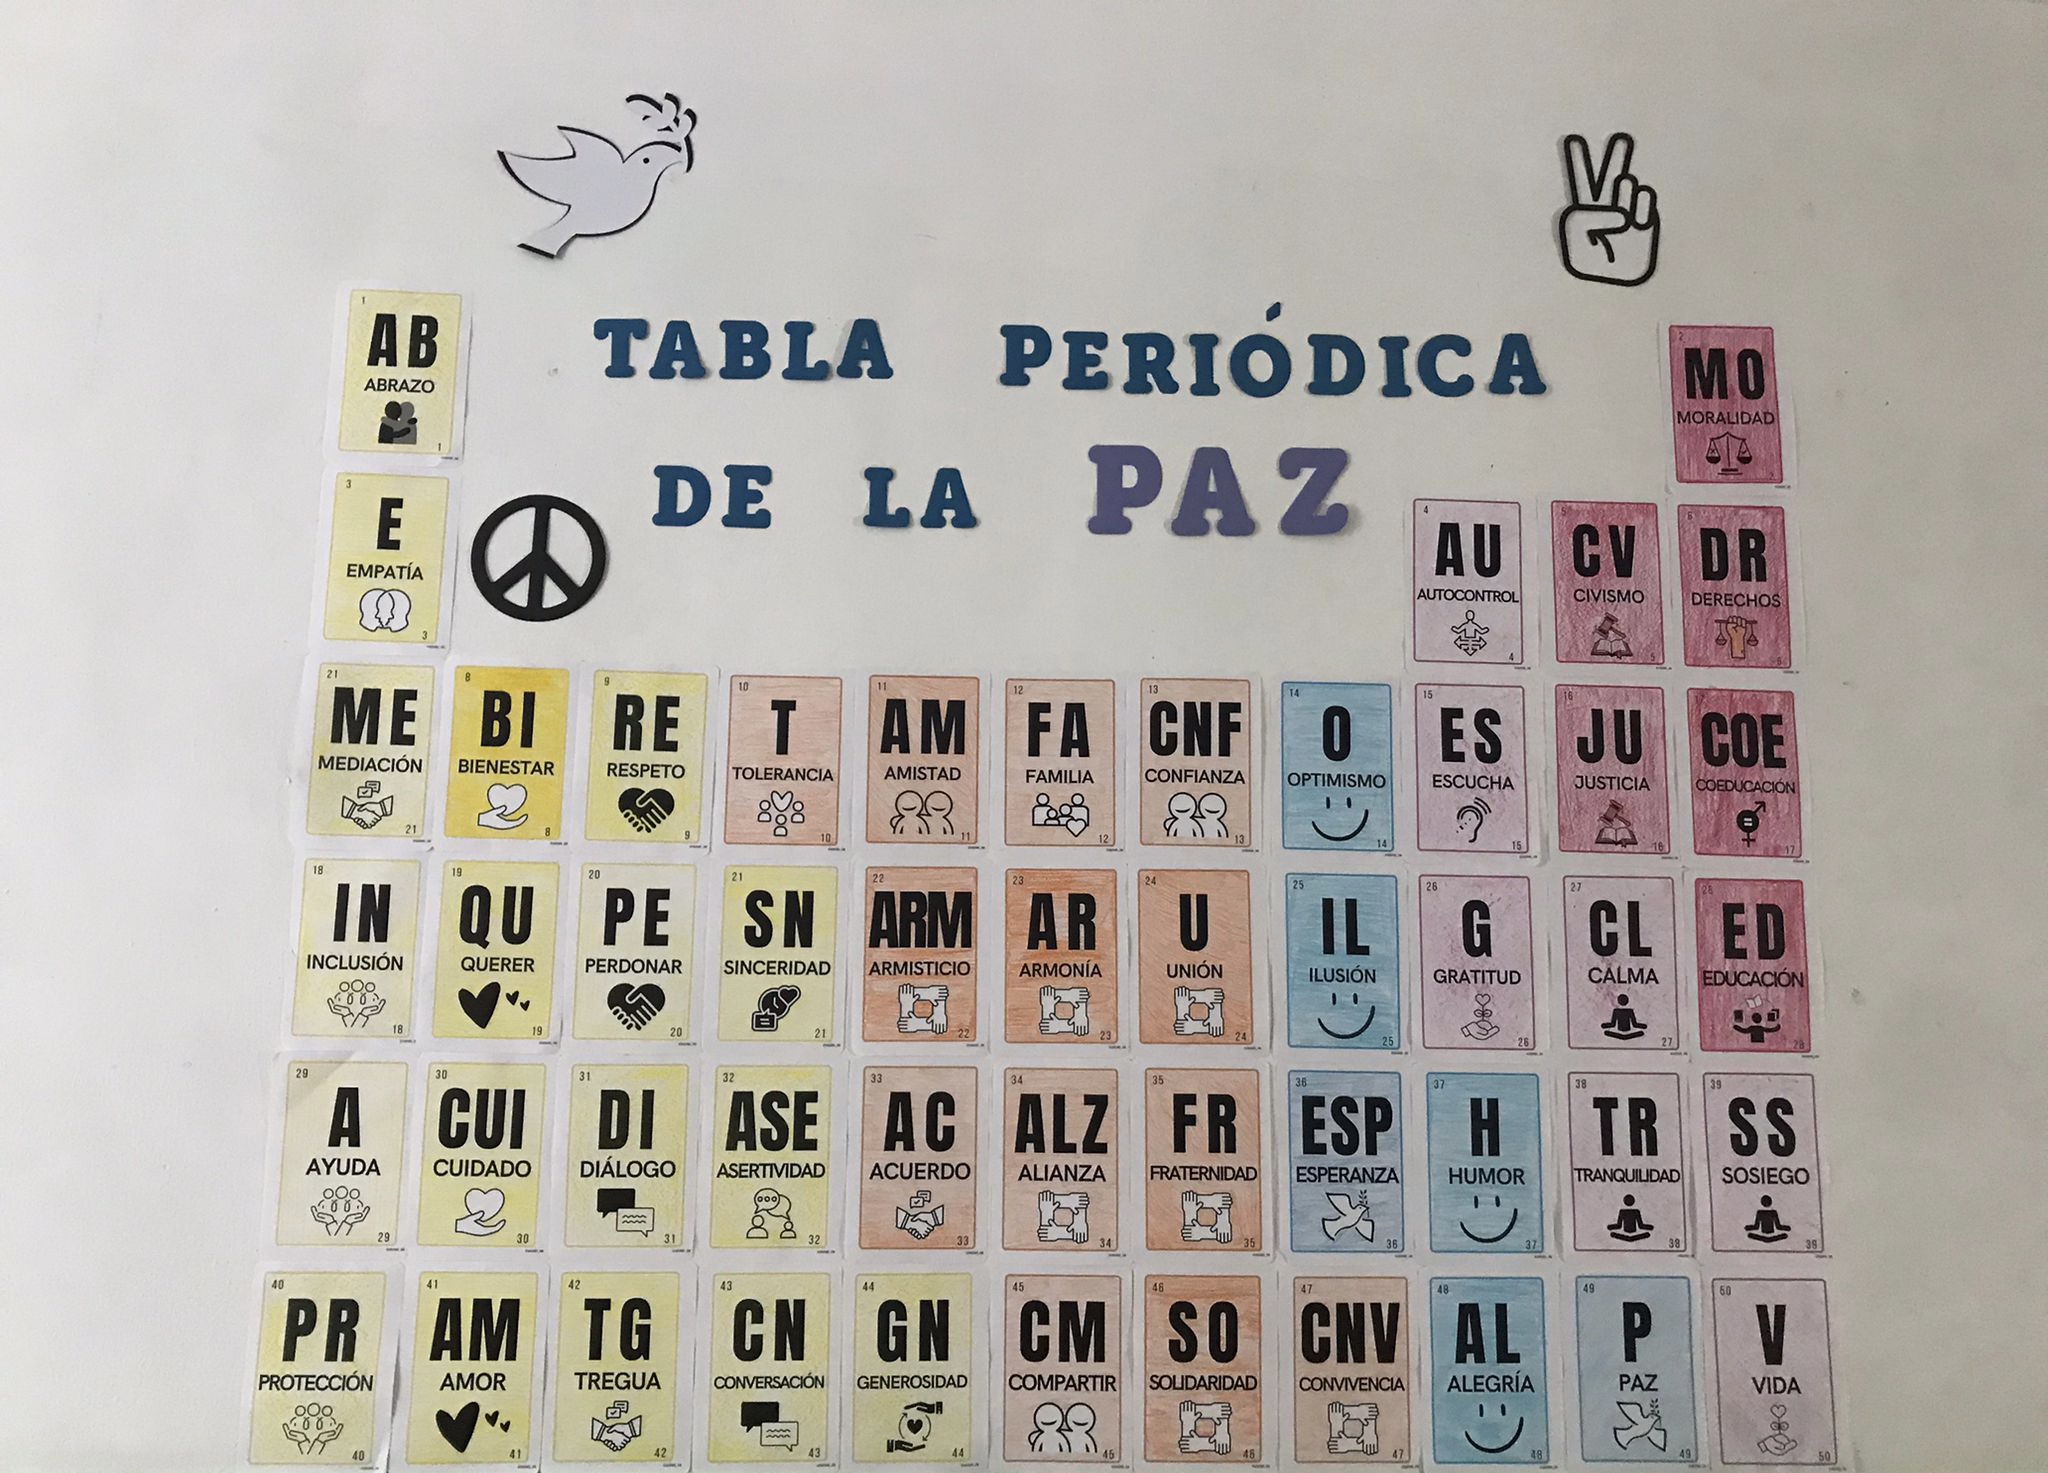 TABLA PERIÓDICA
DE LA PAZ
1
AB
ABRAZO
1
2
MO
MORALIDAD
2
3
E
EMPATÍA
3
4
AU
AUTOCONTROL
4
5
CV
CIVISMO
5
6
DR
DERECHOS
6
21
ME
MEDIACIÓN
21
8
BI
BIENESTAR
8
9
RE
RESPETO
9
10
T
TOLERANCIA
10
11
AM
AMISTAD
11
12
FA
FAMILIA
12
13
CNF
CONFIANZA
13
14
O
OPTIMISMO
14
15
ES
ESCUCHA
15
16
JU
JUSTICIA
16
17
COE
COEDUCACIÓN
17
18
IN
INCLUSIÓN
18
19
QU
QUERER
19
20
PE
PERDONAR
20
21
SN
SINCERIDAD
21
22
ARM
ARMISTICIO
22
23
AR
ARMONÍA
23
24
U
UNIÓN
24
25
IL
ILUSIÓN
25
26
G
GRATITUD
26
27
CL
CALMA
27
28
ED
EDUCACIÓN
28
29
A
AYUDA
29
30
CUI
CUIDADO
30
31
DI
DIÁLOGO
31
32
ASE
ASERTIVIDAD
32
33
AC
ACUERDO
33
34
ALZ
ALIANZA
34
35
FR
FRATERNIDAD
35
36
ESP
ESPERANZA
36
37
H
HUMOR
37
38
TR
TRANQUILIDAD
38
39
SS
SOSIEGO
39
40
PR
PROTECCIÓN
40
41
AM
AMOR
41
42
TG
TREGUA
42
43
CN
CONVERSACIÓN
43
44
GN
GENEROSIDAD
44
45
CM
COMPARTIR
45
46
SO
SOLIDARIDAD
46
47
CNV
CONVIVENCIA
47
48
AL
ALEGRÍA
48
49
P
PAZ
49
50
V
VIDA
50